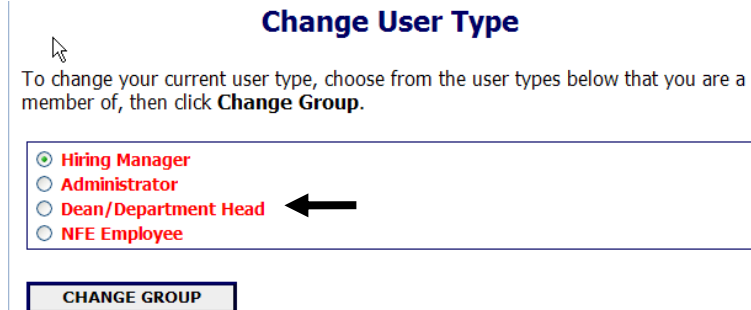 Change User Type
To change your current user type, choose from the user types below that you are a
member of, then click Change Group.
Hiring Manager
Administrator
Dean/Department Head
NFE Employee
CHANGE GROUP